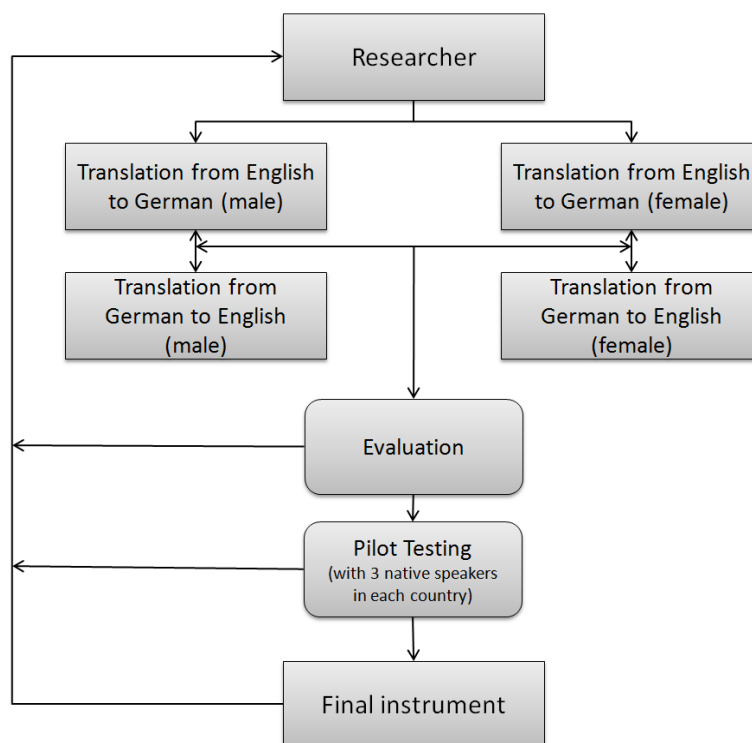 Researcher
Translation from English
to German (male)
Translation from English
to German (female)
Translation from
German to English
(male)
Translation from
German to English
(female)
Evaluation
Pilot Testing
(with 3 native speakers
in each country)
Final instrument